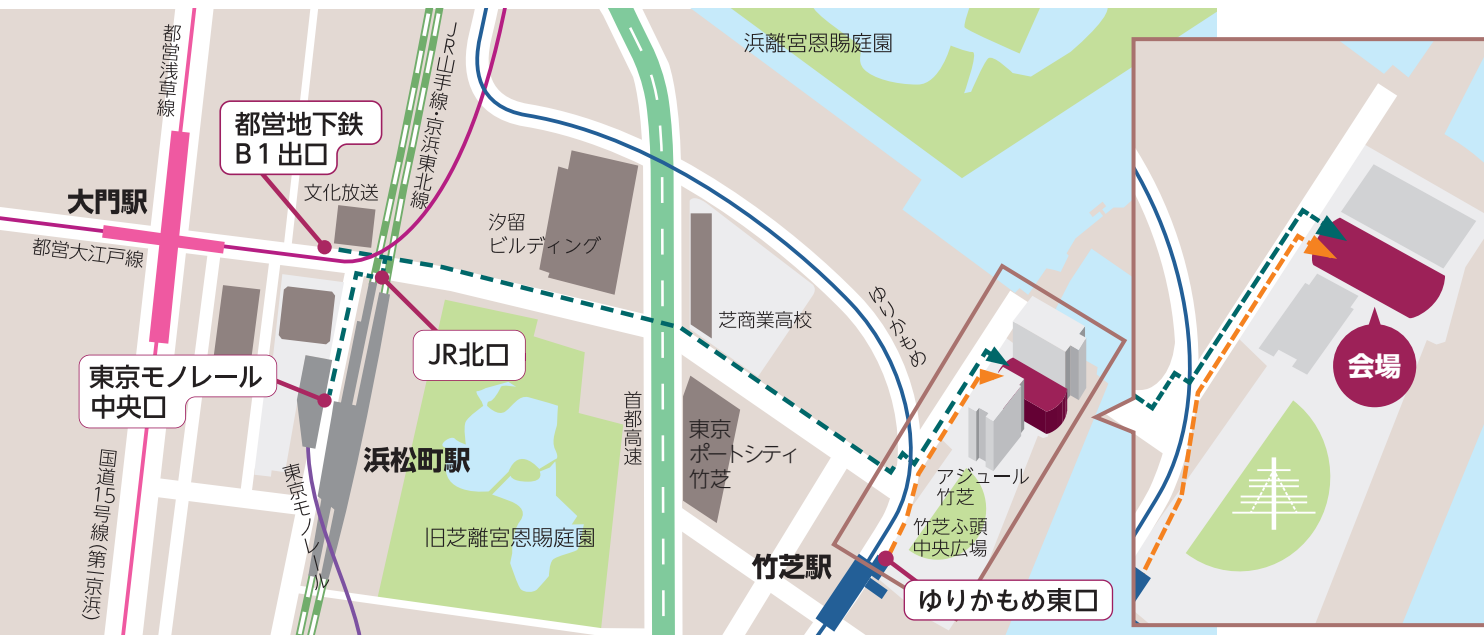 都営浅草線
JR山手線・京浜東北線
浜離宮恩賜庭園
都営地下鉄
B1出口
大門駅
文化放送
汐留
ビルディング
都営大江戸線
芝商業高校
ゆりかもめ
JR北口
東京モノレール
中央口
会場
首都高速
東京
ポートシティ
竹芝
国道15号線(第一京浜)
浜松町駅
東京モノレール
アジュール
竹芝
竹芝ふ頭
中央広場
旧芝離宮恩賜庭園
竹芝駅
ゆりかもめ東口